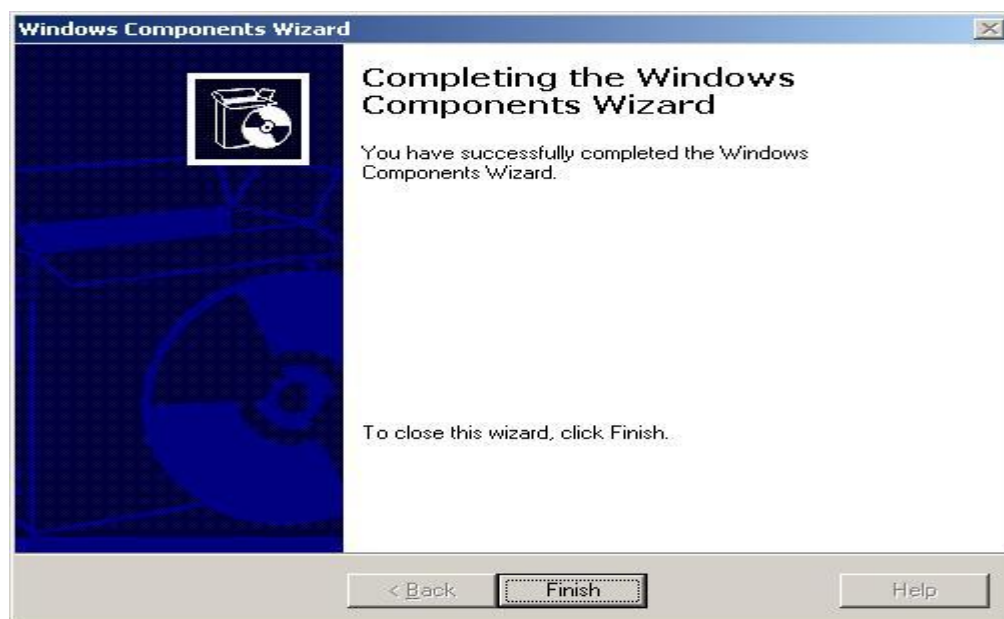 Windows Components Wizard
Completing the Windows
Components Wizard
You have successfully completed the Windows
Components Wizard.
To close this wizard, click Finish.
< Back
Finish
Help